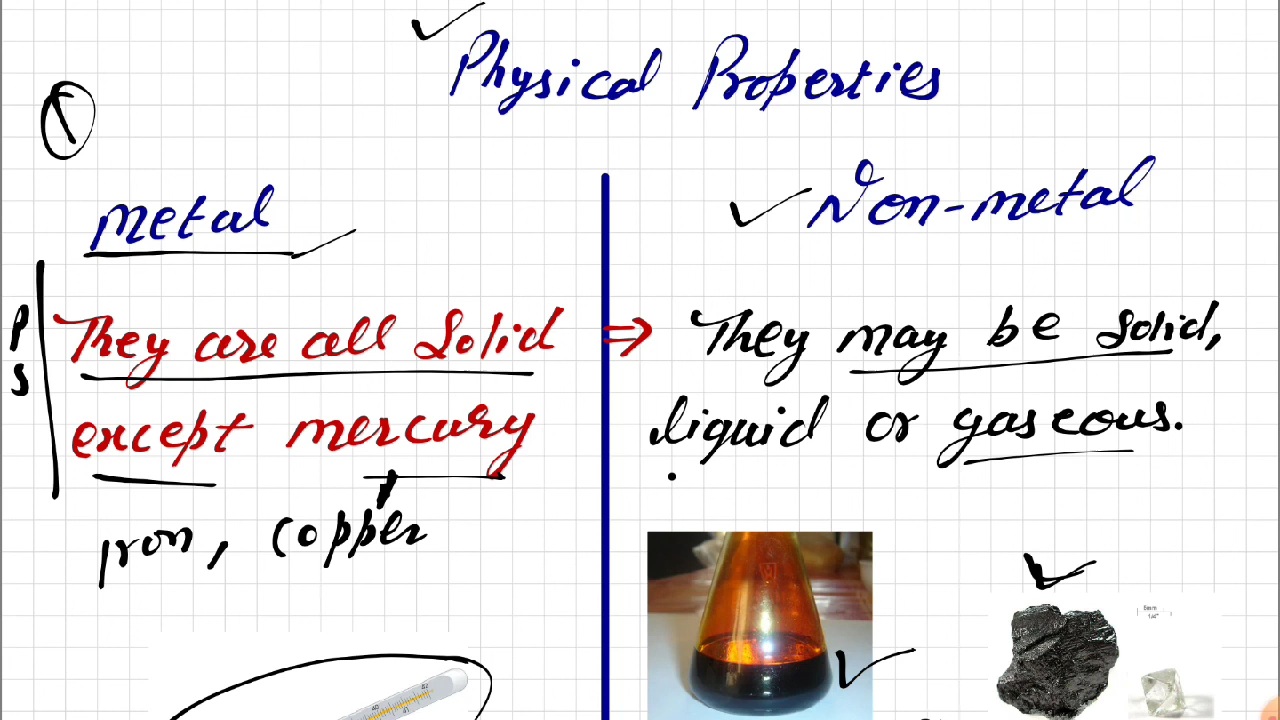 Physical Properties
Metal
Non-metal
P
S
They are all Solid
except mercury
iron, copper
⇒ They may be Solid,
liquid or gaseous.